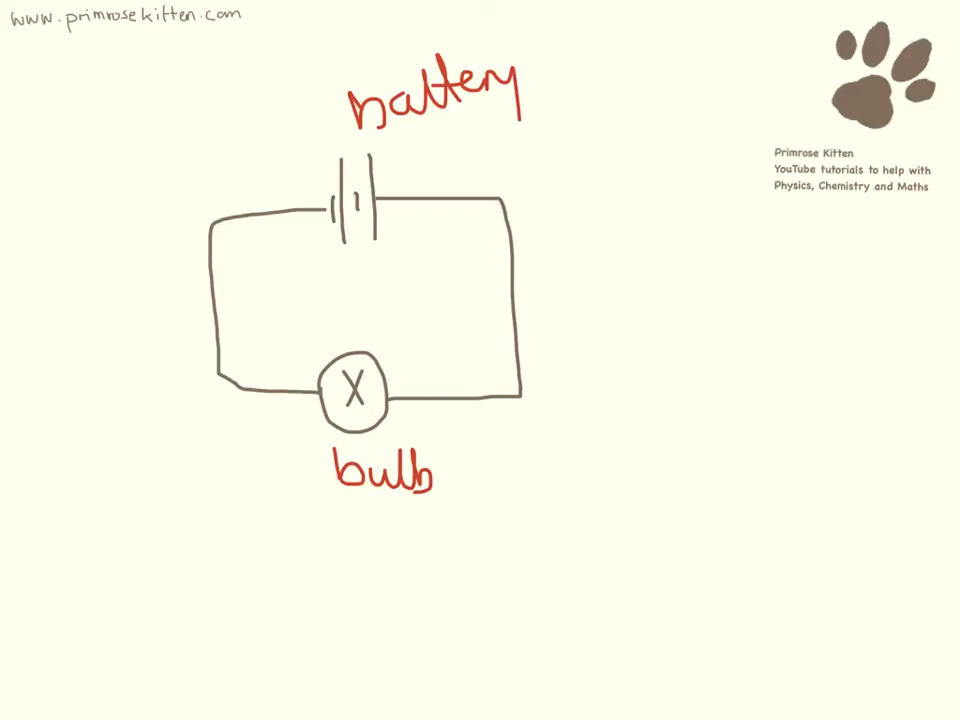 www.primrosekitten.com
battery
Primrose Kitten
YouTube tutorials to help with
Physics, Chemistry and Maths
X
bulb